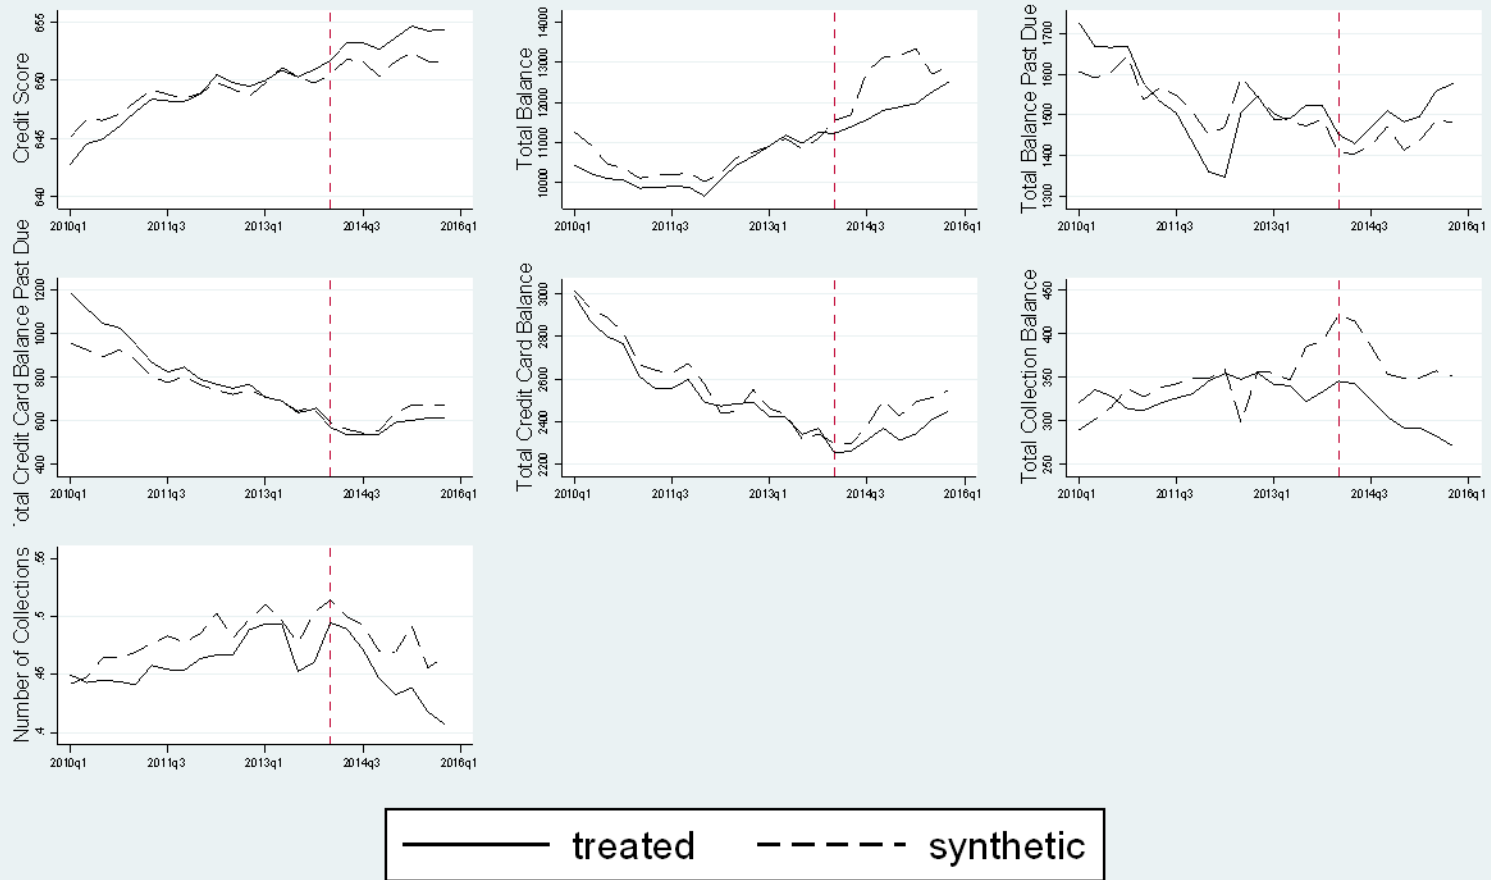 Credit Score
655
650
645
640
2010q1 2011q3 2013q1 2014q3 2016q1
Total Balance
14000
13000
12000
11000
10000
2010q1 2011q3 2013q1 2014q3 2016q1
Total Balance Past Due
1700
1600
1500
1400
1300
2010q1 2011q3 2013q1 2014q3 2016q1
otal Credit Card Balance Past Due
1200
1000
800
600
400
2010q1 2011q3 2013q1 2014q3 2016q1
Total Credit Card Balance
3000
2800
2600
2400
2200
2010q1 2011q3 2013q1 2014q3 2016q1
Total Collection Balance
450
400
350
300
250
2010q1 2011q3 2013q1 2014q3 2016q1
Number of Collections
.55
.5
.45
.4
2010q1 2011q3 2013q1 2014q3 2016q1
treated synthetic